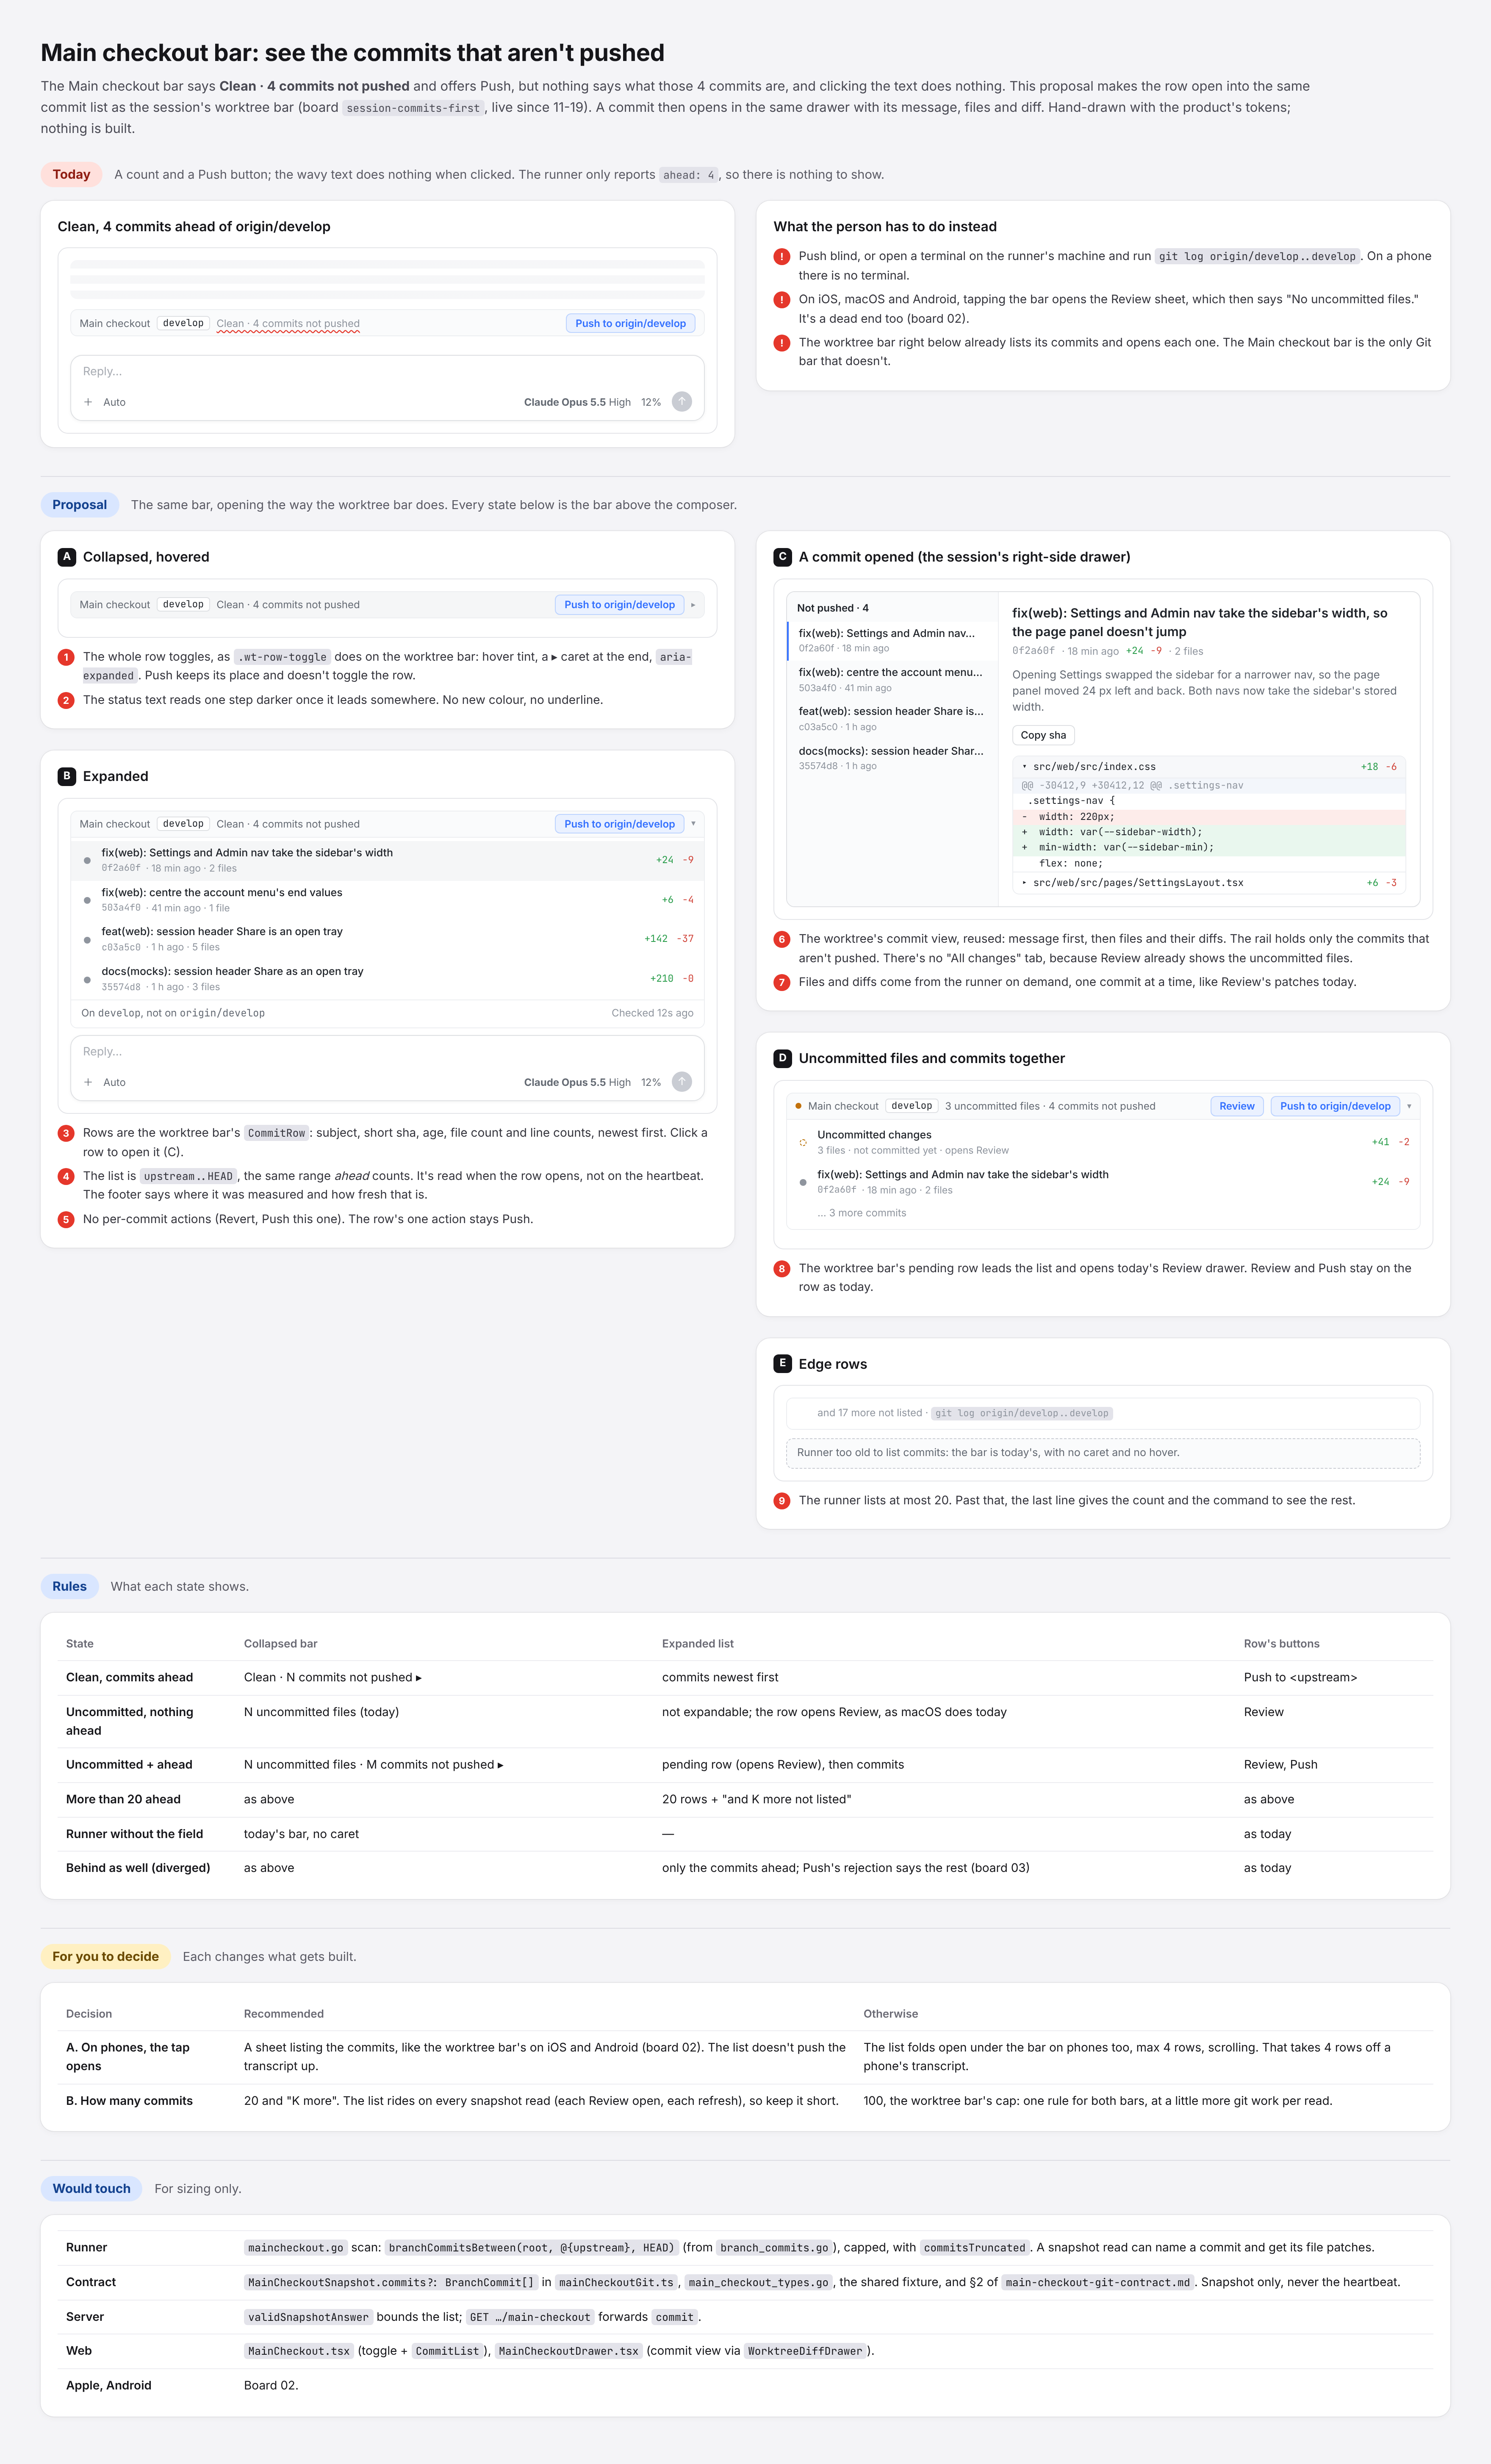 Main checkout bar: see the commits that aren't pushed
The Main checkout bar says Clean · 4 commits not pushed and offers Push, but nothing says what those 4 commits are, and clicking the text does nothing. This proposal makes the row open into the same
commit list as the session's worktree bar (board session-commits-first, live since 11-19). A commit then opens in the same drawer with its message, files and diff. Hand-drawn with the product's tokens;
nothing is built.
Today A count and a Push button; the wavy text does nothing when clicked. The runner only reports ahead: 4, so there is nothing to show.
Clean, 4 commits ahead of origin/develop
Main checkout develop Clean · 4 commits not pushed Push to origin/develop
Reply...
+ Auto Claude Opus 5.5 High 12% ↑
What the person has to do instead
! Push blind, or open a terminal on the runner's machine and run git log origin/develop..develop. On a phone
there is no terminal.
! On iOS, macOS and Android, tapping the bar opens the Review sheet, which then says "No uncommitted files."
It's a dead end too (board 02).
! The worktree bar right below already lists its commits and opens each one. The Main checkout bar is the only Git
bar that doesn't.
Proposal The same bar, opening the way the worktree bar does. Every state below is the bar above the composer.
A Collapsed, hovered
Main checkout develop Clean · 4 commits not pushed Push to origin/develop ▸
1 The whole row toggles, as .wt-row-toggle does on the worktree bar: hover tint, a ▸ caret at the end, aria-
expanded. Push keeps its place and doesn't toggle the row.
2 The status text reads one step darker once it leads somewhere. No new colour, no underline.
B Expanded
Main checkout develop Clean · 4 commits not pushed Push to origin/develop ▾
fix(web): Settings and Admin nav take the sidebar's width
0f2a60f · 18 min ago · 2 files +24 -9
fix(web): centre the account menu's end values
503a4f0 · 41 min ago · 1 file +6 -4
feat(web): session header Share is an open tray
c03a5c0 · 1 h ago · 5 files +142 -37
docs(mocks): session header Share as an open tray
35574d8 · 1 h ago · 3 files +210 -0
On develop, not on origin/develop Checked 12s ago
Reply...
+ Auto Claude Opus 5.5 High 12% ↑
3 Rows are the worktree bar's CommitRow: subject, short sha, age, file count and line counts, newest first. Click a
row to open it (C).
4 The list is upstream..HEAD, the same range ahead counts. It's read when the row opens, not on the heartbeat.
The footer says where it was measured and how fresh that is.
5 No per-commit actions (Revert, Push this one). The row's one action stays Push.
C A commit opened (the session's right-side drawer)
Not pushed · 4
fix(web): Settings and Admin nav...
0f2a60f · 18 min ago
fix(web): centre the account menu...
503a4f0 · 41 min ago
feat(web): session header Share is...
c03a5c0 · 1 h ago
docs(mocks): session header Shar...
35574d8 · 1 h ago
fix(web): Settings and Admin nav take the sidebar's width, so
the page panel doesn't jump
0f2a60f · 18 min ago +24 -9 · 2 files
Opening Settings swapped the sidebar for a narrower nav, so the page
panel moved 24 px left and back. Both navs now take the sidebar's stored
width.
Copy sha
▾ src/web/src/index.css +18 -6
@@ -30412,9 +30412,12 @@ .settings-nav
.settings-nav {
- width: 220px;
+ width: var(--sidebar-width);
+ min-width: var(--sidebar-min);
flex: none;
▸ src/web/src/pages/SettingsLayout.tsx +6 -3
6 The worktree's commit view, reused: message first, then files and their diffs. The rail holds only the commits that
aren't pushed. There's no "All changes" tab, because Review already shows the uncommitted files.
7 Files and diffs come from the runner on demand, one commit at a time, like Review's patches today.
D Uncommitted files and commits together
Main checkout develop 3 uncommitted files · 4 commits not pushed Review Push to origin/develop ▾
Uncommitted changes
3 files · not committed yet · opens Review +41 -2
fix(web): Settings and Admin nav take the sidebar's width
0f2a60f · 18 min ago · 2 files +24 -9
... 3 more commits
8 The worktree bar's pending row leads the list and opens today's Review drawer. Review and Push stay on the
row as today.
E Edge rows
and 17 more not listed · git log origin/develop..develop
Runner too old to list commits: the bar is today's, with no caret and no hover.
9 The runner lists at most 20. Past that, the last line gives the count and the command to see the rest.
Rules What each state shows.
State Collapsed bar Expanded list Row's buttons
Clean, commits ahead Clean · N commits not pushed ▸ commits newest first Push to <upstream>
Uncommitted, nothing
ahead N uncommitted files (today) not expandable; the row opens Review, as macOS does today Review
Uncommitted + ahead N uncommitted files · M commits not pushed ▸ pending row (opens Review), then commits Review, Push
More than 20 ahead as above 20 rows + "and K more not listed" as above
Runner without the field today's bar, no caret — as today
Behind as well (diverged) as above only the commits ahead; Push's rejection says the rest (board 03) as today
For you to decide Each changes what gets built.
Decision Recommended Otherwise
A. On phones, the tap
opens A sheet listing the commits, like the worktree bar's on iOS and Android (board 02). The list doesn't push the
transcript up. The list folds open under the bar on phones too, max 4 rows, scrolling. That takes 4 rows off a
phone's transcript.
B. How many commits 20 and "K more". The list rides on every snapshot read (each Review open, each refresh), so keep it short. 100, the worktree bar's cap: one rule for both bars, at a little more git work per read.
Would touch For sizing only.
Runner maincheckout.go scan: branchCommitsBetween(root, @{upstream}, HEAD) (from branch_commits.go), capped, with commitsTruncated. A snapshot read can name a commit and get its file patches.
Contract MainCheckoutSnapshot.commits?: BranchCommit[] in mainCheckoutGit.ts, main_checkout_types.go, the shared fixture, and §2 of main-checkout-git-contract.md. Snapshot only, never the heartbeat.
Server validSnapshotAnswer bounds the list; GET …/main-checkout forwards commit.
Web MainCheckout.tsx (toggle + CommitList), MainCheckoutDrawer.tsx (commit view via WorktreeDiffDrawer).
Apple, Android Board 02.